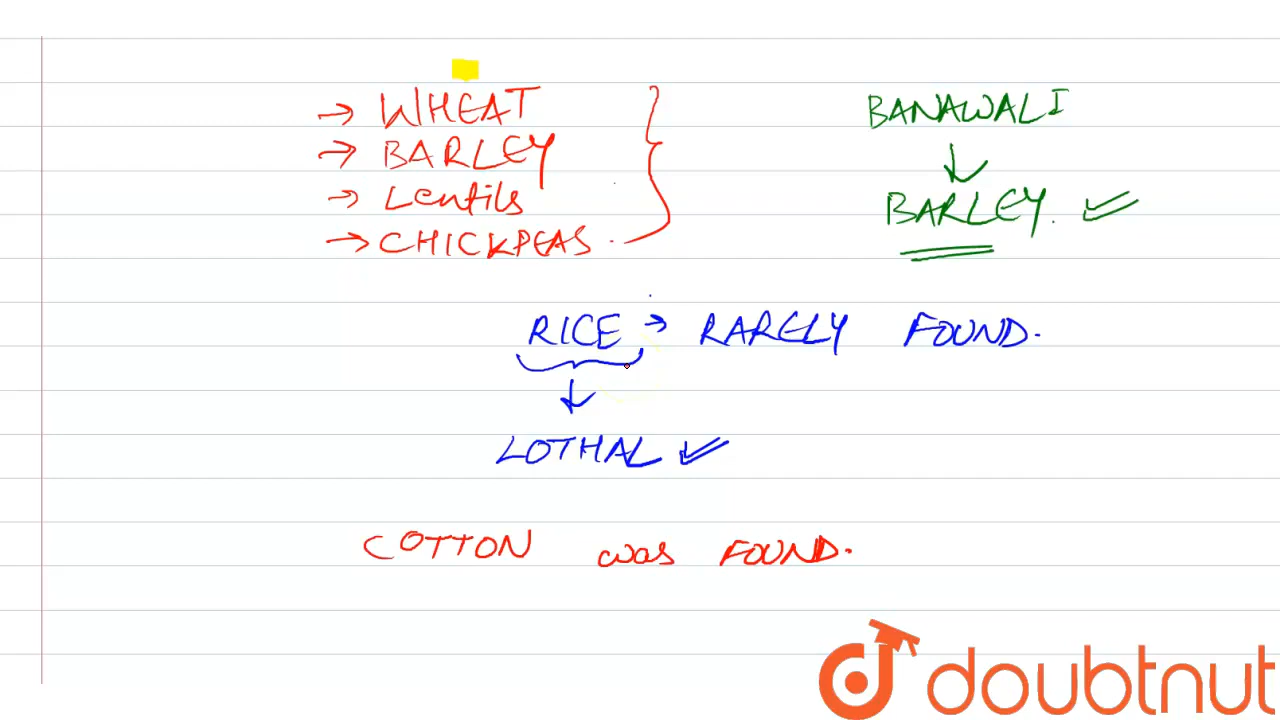 → WHEAT
→ BARLEY
→ Lentils
→ CHICKPEAS.
BANAWALI
↓
BARLEY. ✓
RICE → RARELY FOUND.
↓
LOTHAL ✓
COTTON was FOUND.
doubtnut